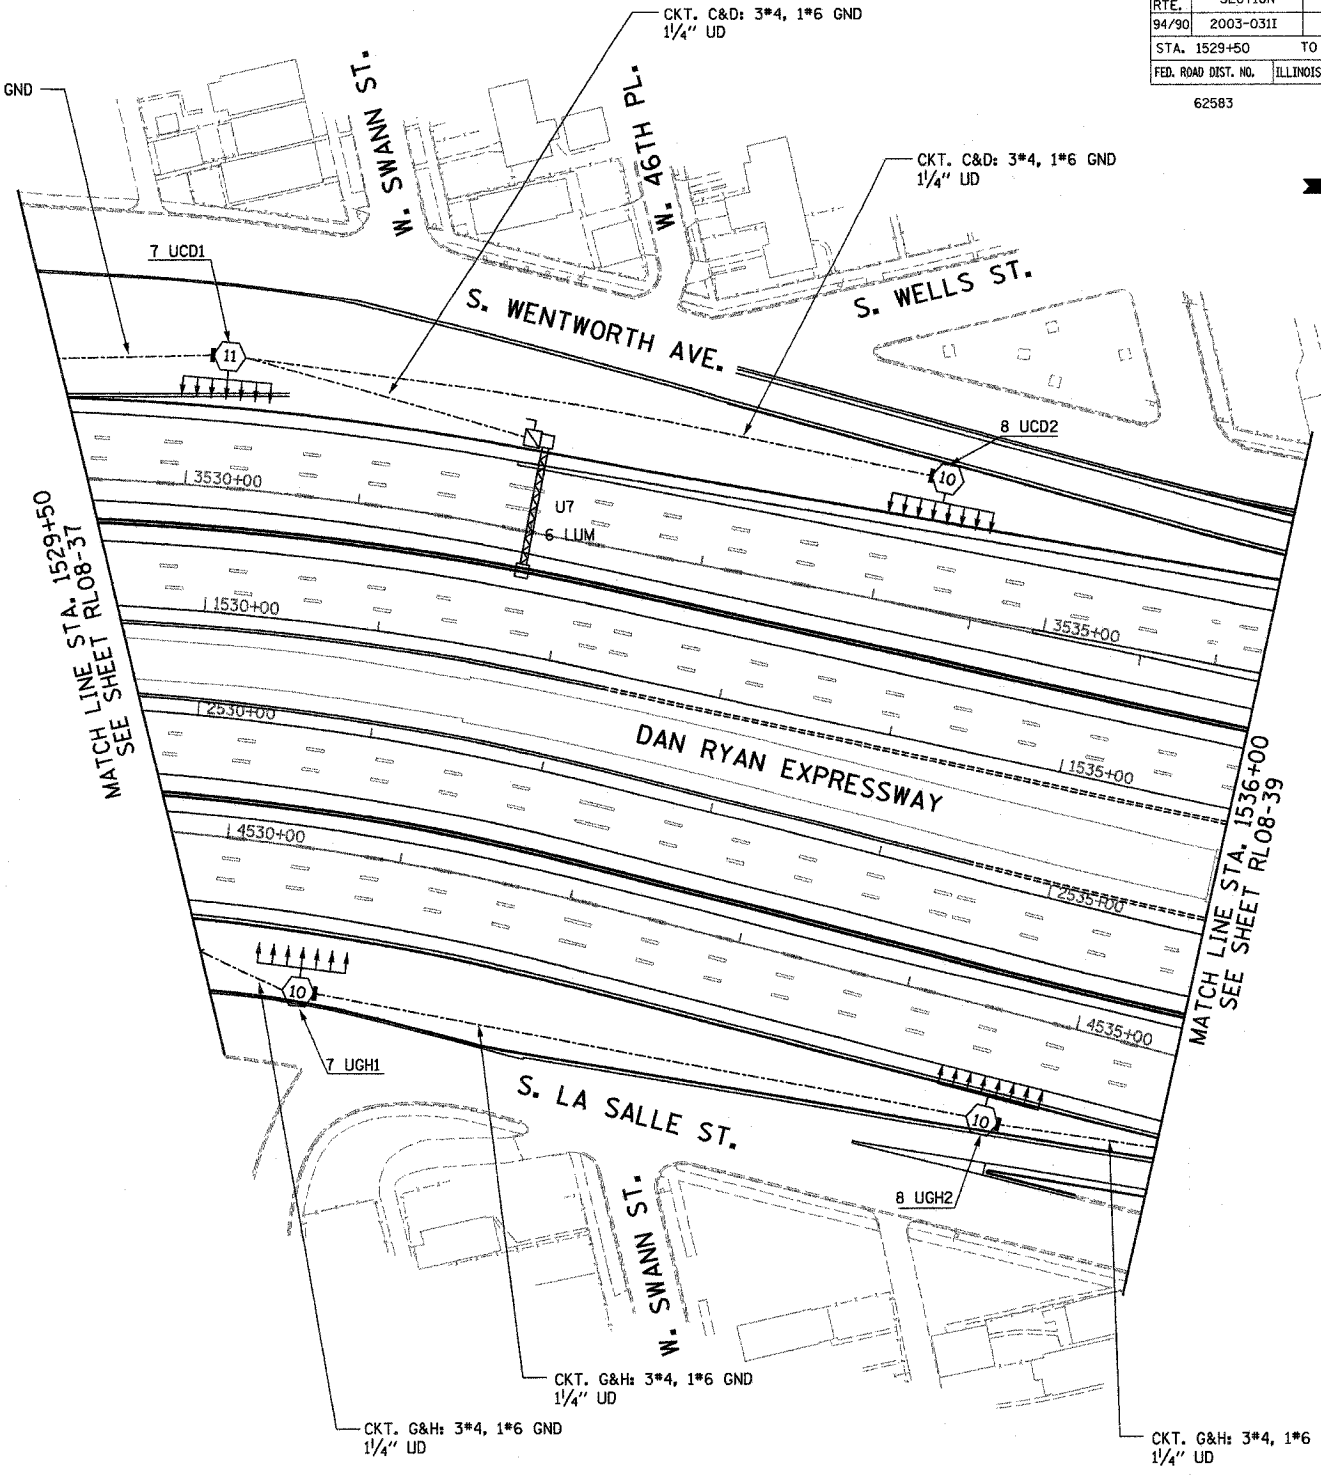 RTE. SECTION
94/90 2003-031I
STA. 1529+50 TO
FED. ROAD DIST. NO. ILLINOIS
62583
CKT. C&D: 3#4, 1#6 GND
1¼" UD
GND
W. SWANN ST.
W. 46TH PL.
CKT. C&D: 3#4, 1#6 GND
1¼" UD
7 UCD1
11
S. WENTWORTH AVE.
S. WELLS ST.
8 UCD2
10
U7
6 LUM
3530+00
1530+00
2530+00
4530+00
3535+00
1535+00
2535+00
4535+00
DAN RYAN EXPRESSWAY
MATCH LINE STA. 1529+50
SEE SHEET RL08-37
MATCH LINE STA. 1536+00
SEE SHEET RL08-39
10
7 UGH1
S. LA SALLE ST.
10
8 UGH2
W. SWANN ST.
CKT. G&H: 3#4, 1#6 GND
1¼" UD
CKT. G&H: 3#4, 1#6 GND
1¼" UD
CKT. G&H: 3#4, 1#6
1¼" UD